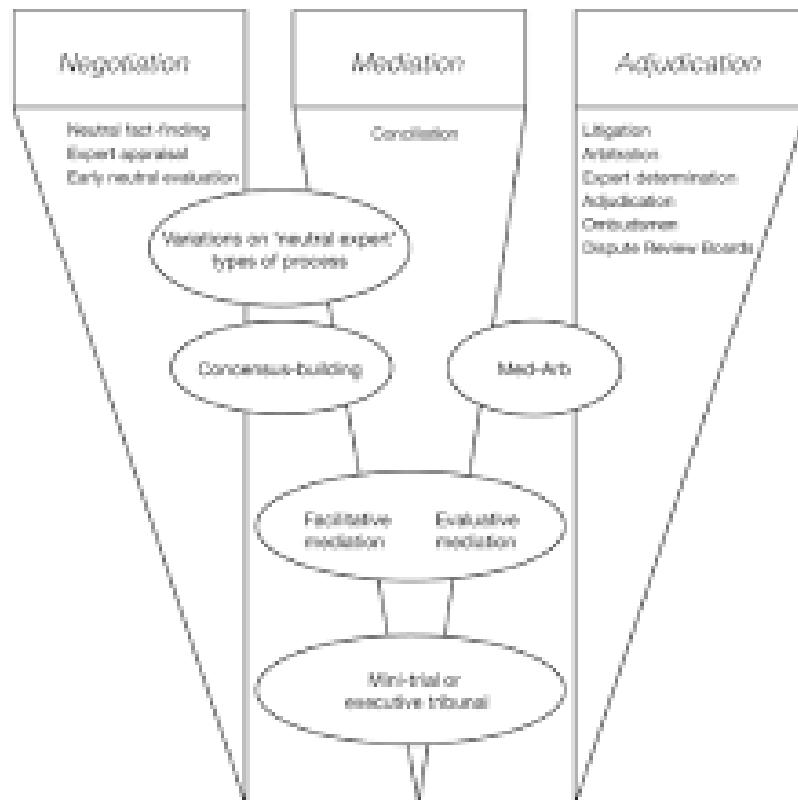 Negotiation
Neutral fact-finding
Expert appraisal
Early neutral evaluation
Mediation
Conciliation
Adjudication
Litigation
Arbitration
Expert determination
Adjudication
Ombudsman
Dispute Review Boards
Variations on "neutral expert"
types of process
Concensus-building
Med-Arb
Facilitative
mediation
Evaluative
mediation
Mini-trial or
executive tribunal